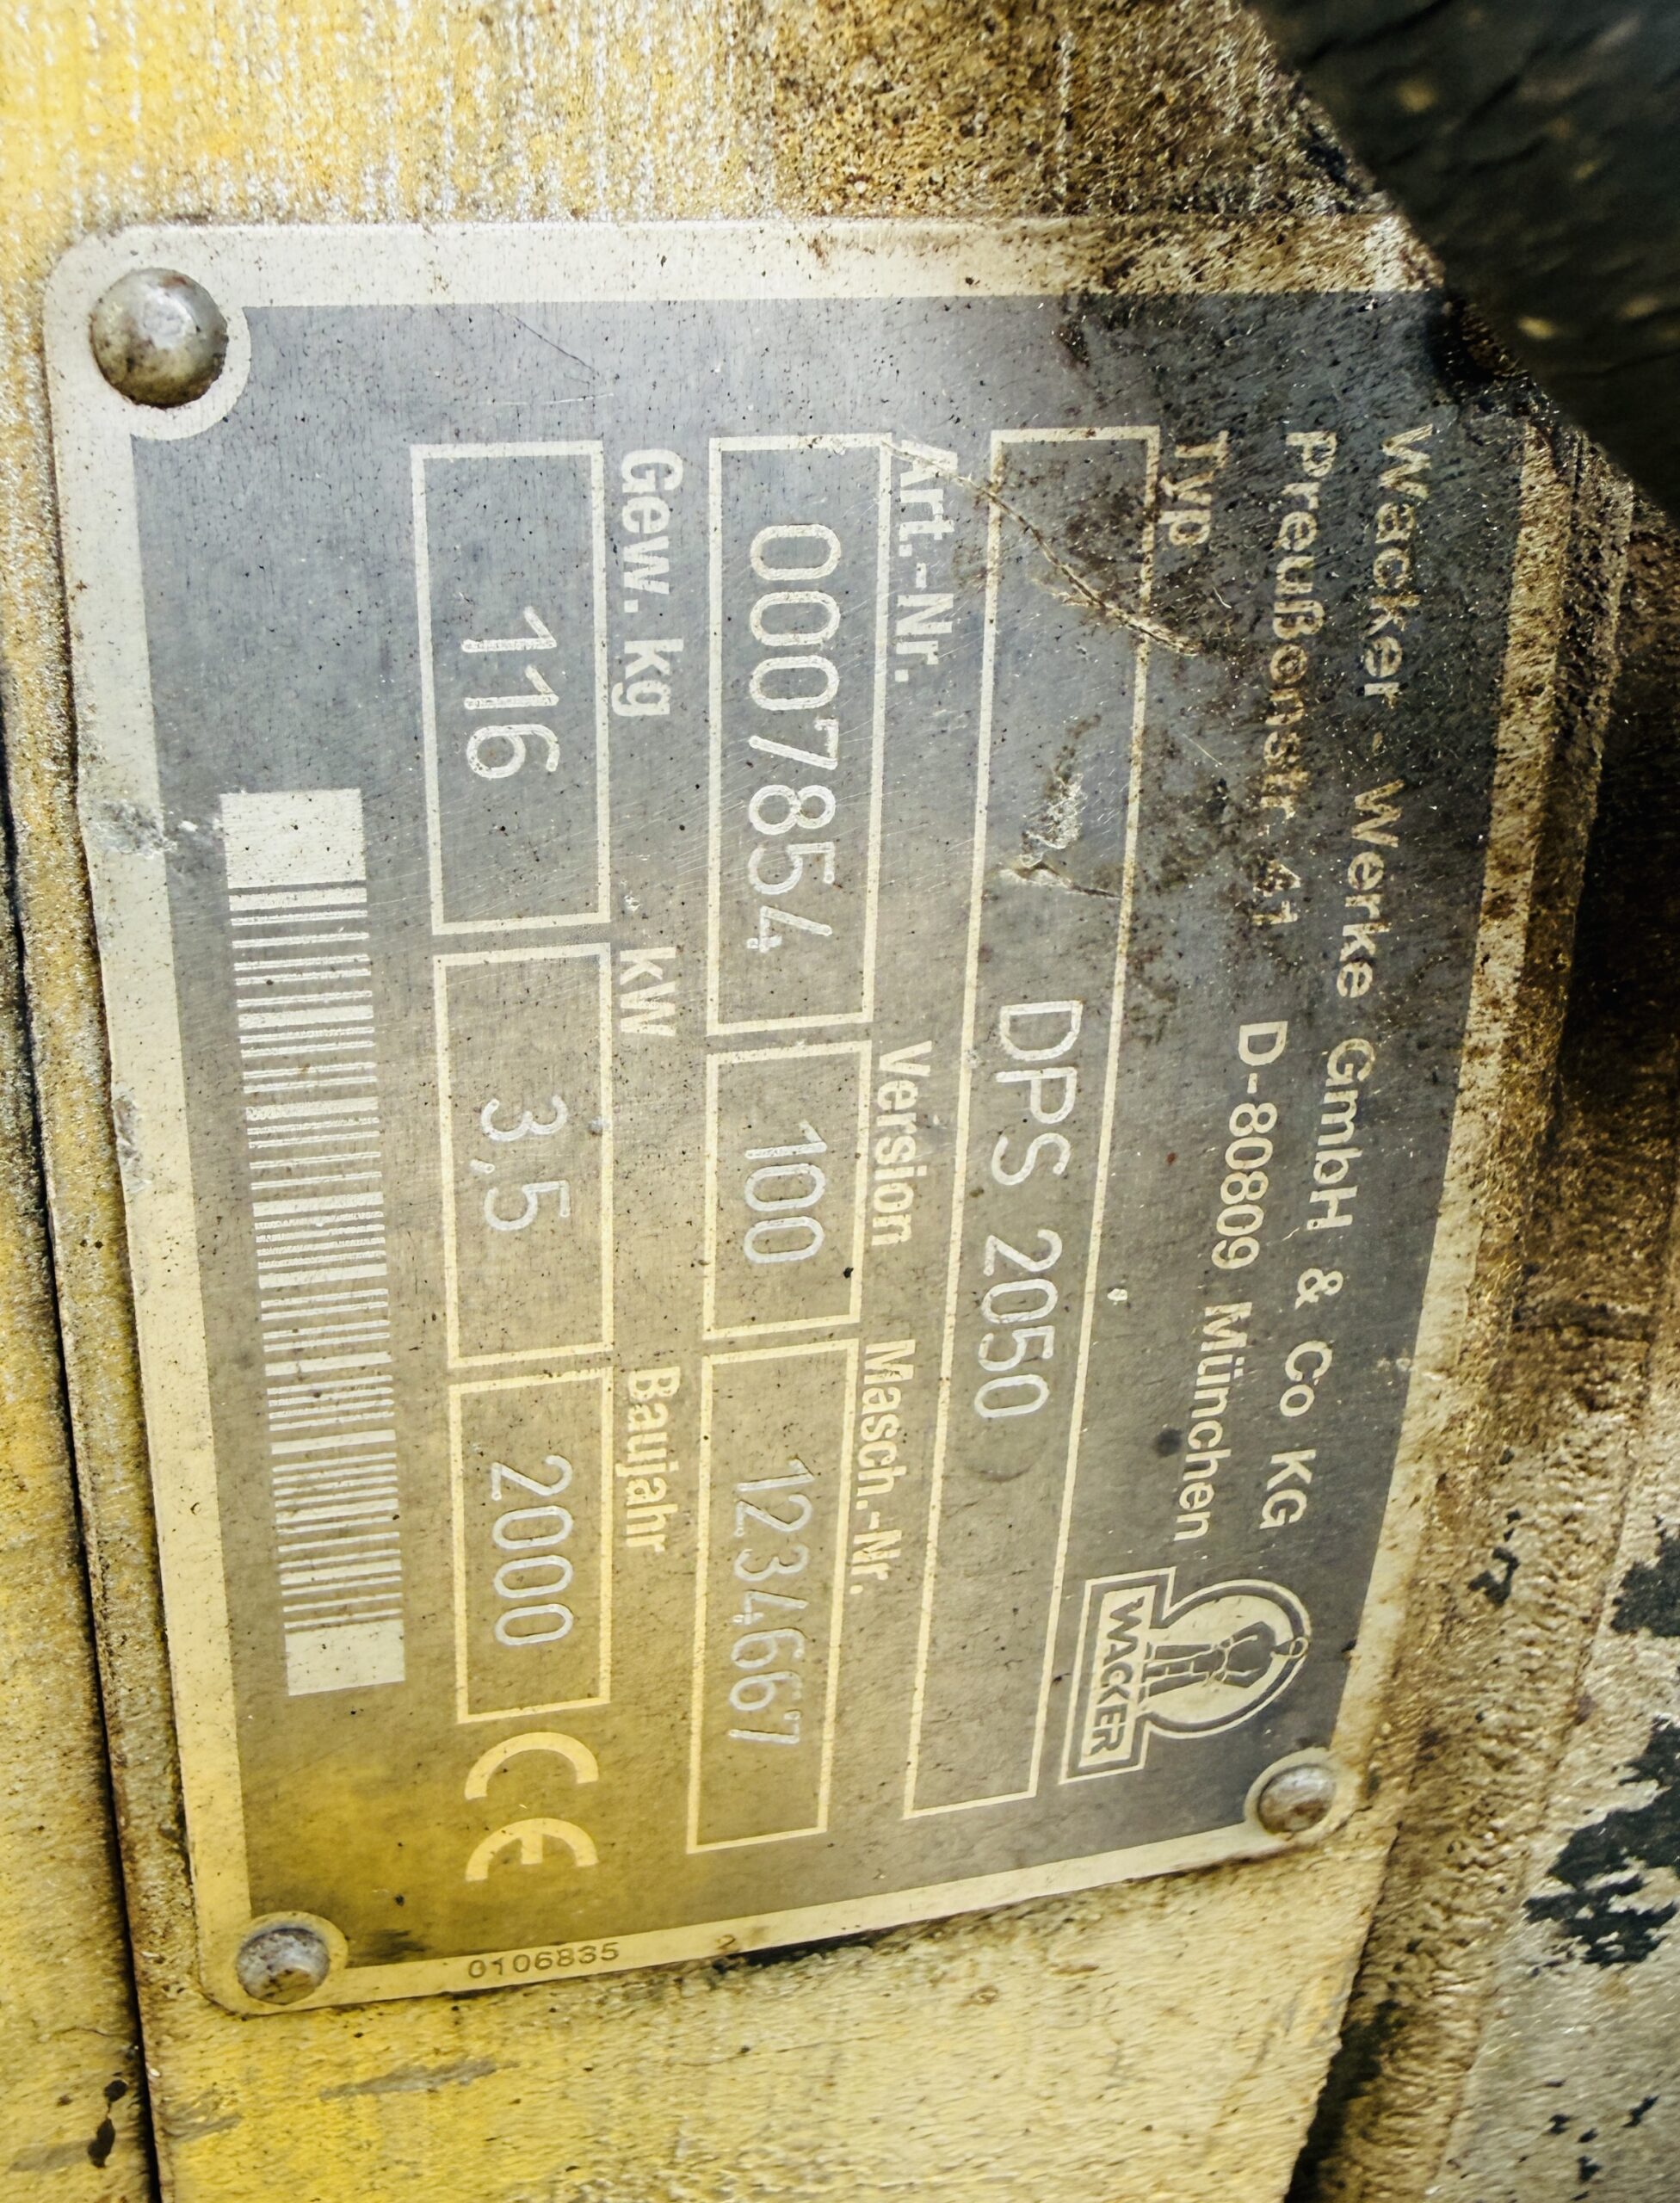 Wacker - Werke GmbH & Co KG
Preußenstr. 41 D-80809 München
WACKER
Typ
DPS 2050
Art.-Nr. Version Masch.-Nr.
0007854 100 1234667
Gew. kg kW Baujahr
116 3,5 2000 CE
0106835